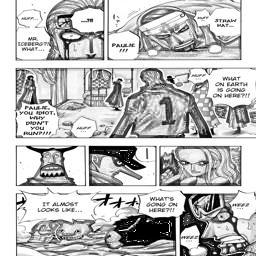 HUFF...
STRAW
HAT...
...!!
MR.
ICEBERG?!
WHAT...
PAULIE
!!!
HUFF
WHAT
ON EARTH
IS GOING
ON HERE?!!
PAULIE,
YOU IDIOT,
WHY
DIDN'T
YOU
RUN?!!!
HUFF
1
HUFF
IT ALMOST
LOOKS LIKE...
WHAT'S
GOING ON
HERE?!!
WEEZ
...
WEEZ
...